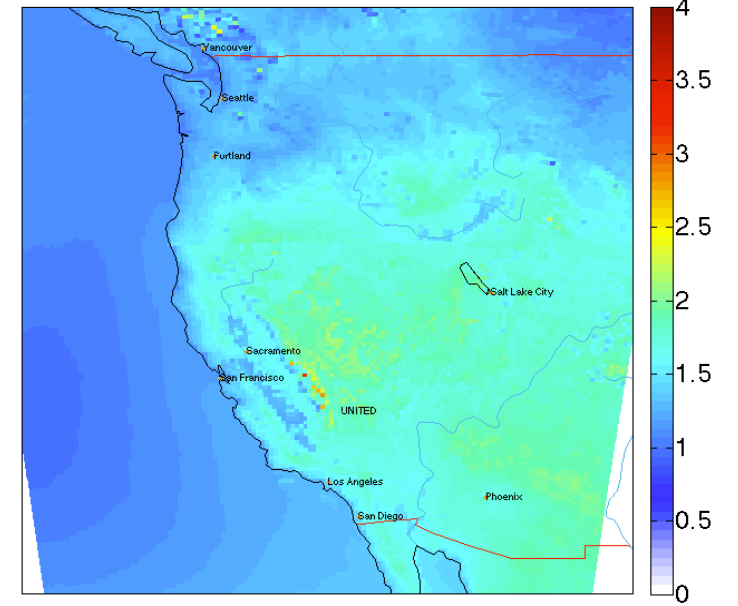 4
Vancouver
3.5
Seattle
Portland
3
2.5
Salt Lake City
2
Sacramento
San Francisco
1.5
UNITED
1
Los Angeles
Phoenix
San Diego
0.5
0